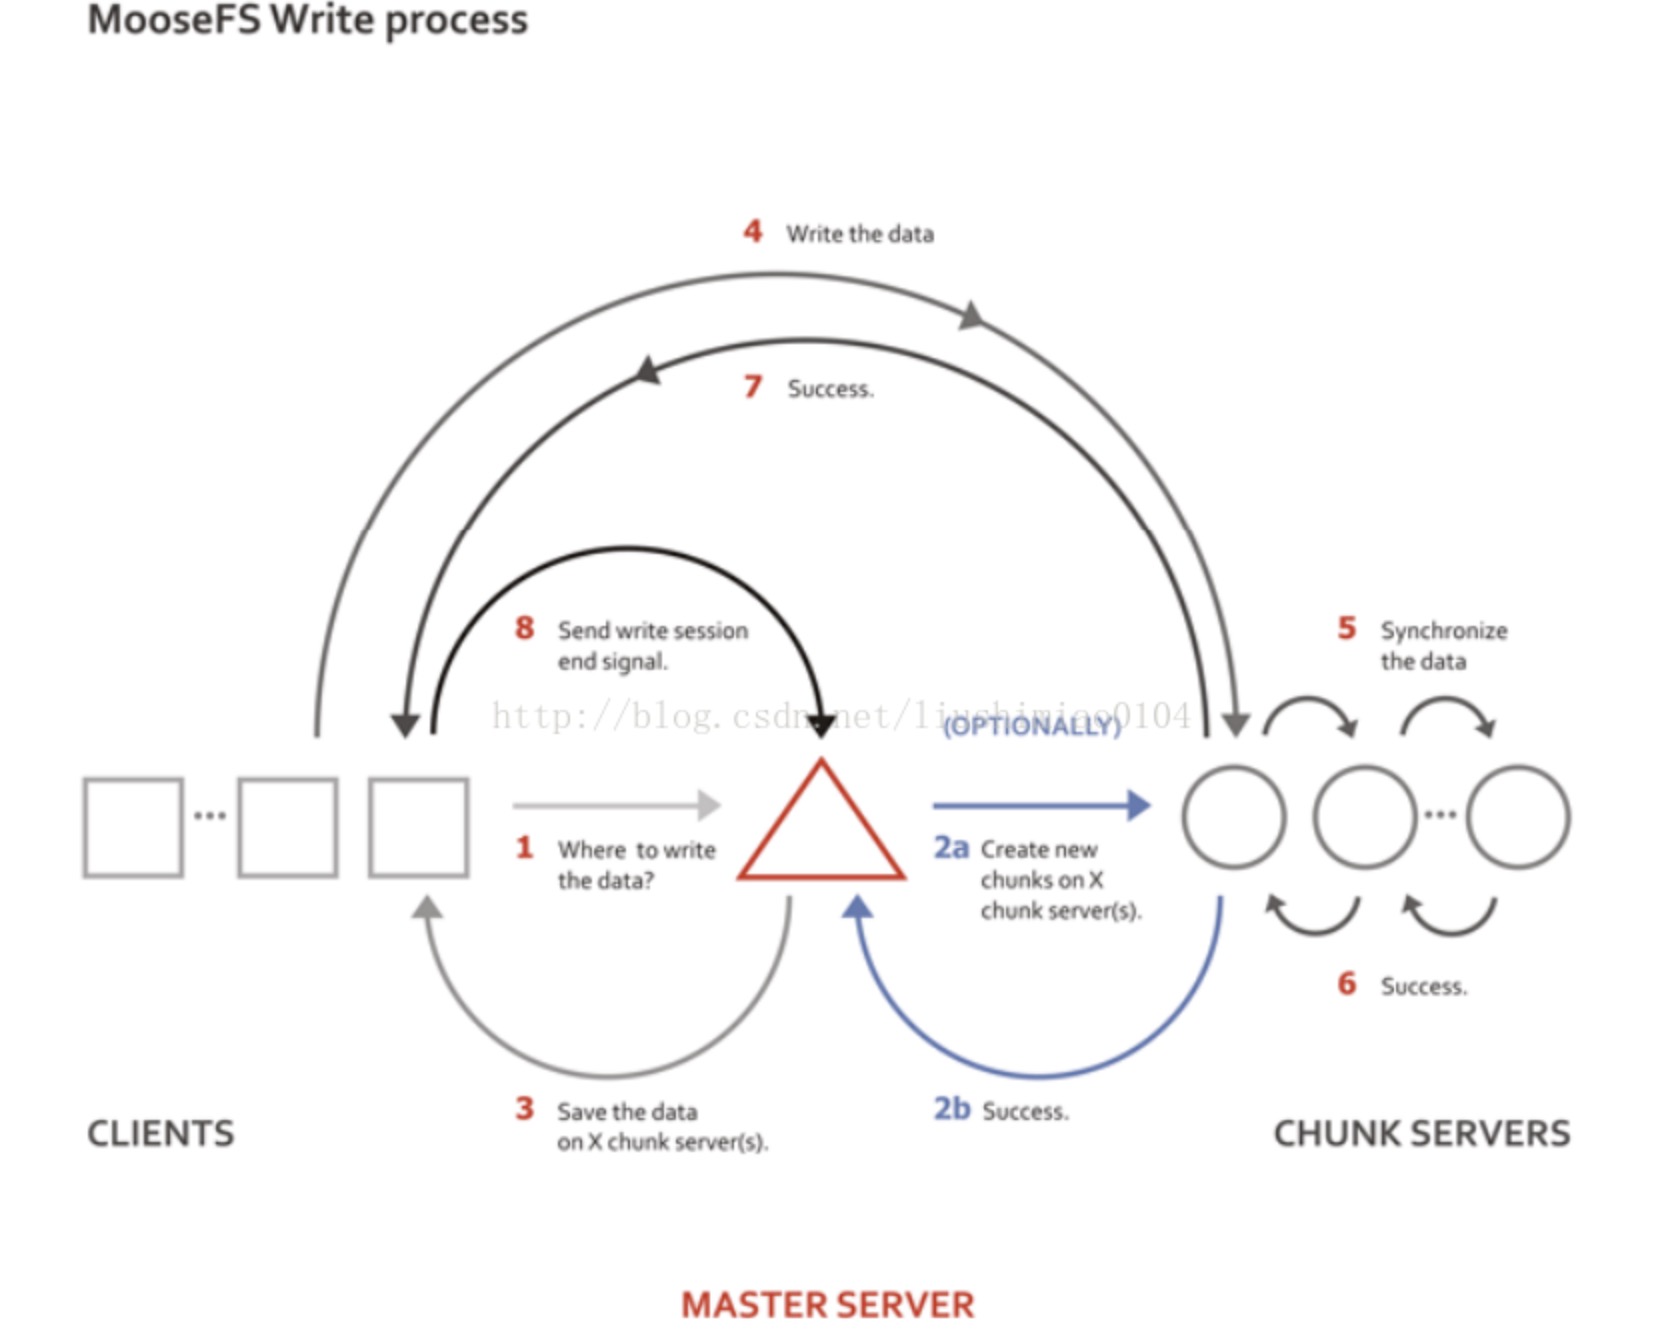 MooseFS Write process
4 Write the data
7 Success.
8 Send write session
end signal.
5 Synchronize
the data
http://blog.csdn.net/liushimiao0104
(OPTIONALLY)
1 Where to write
the data?
2a Create new
chunks on X
chunk server(s).
6 Success.
3 Save the data
on X chunk server(s).
2b Success.
CLIENTS
CHUNK SERVERS
MASTER SERVER